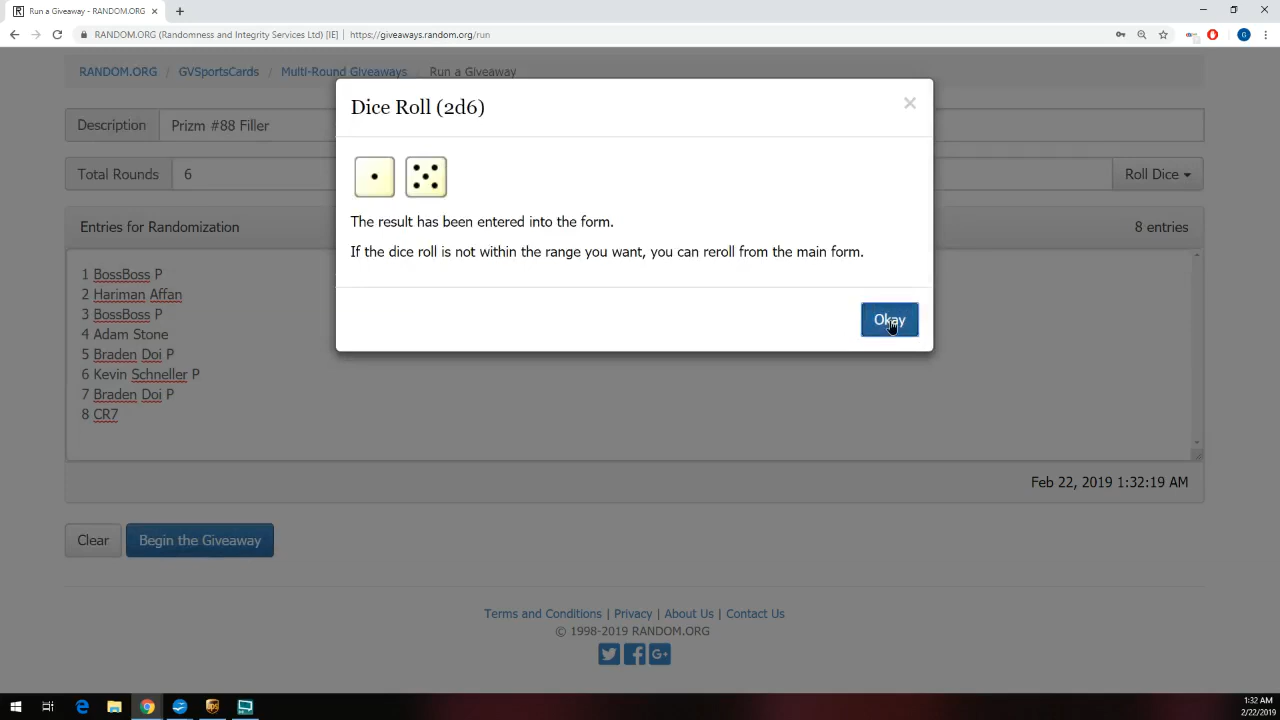 Run a Giveaway - RANDOM.ORG
RANDOM.ORG (Randomness and Integrity Services Ltd) [IE] | https://giveaways.random.org/run
RANDOM.ORG / GVSportsCards / Multi-Round Giveaways / Run a Giveaway
Dice Roll (2d6)
×
Description Prizm #88 Filler
Total Rounds 6 Roll Dice
The result has been entered into the form.
If the dice roll is not within the range you want, you can reroll from the main form.
Okay
Entries for Randomization 8 entries
1 BossBoss P
2 Hariman Affan
3 BossBoss P
4 Adam Stone
5 Braden Doi P
6 Kevin Schneller P
7 Braden Doi P
8 CR7
Feb 22, 2019 1:32:19 AM
Clear Begin the Giveaway
Terms and Conditions | Privacy | About Us | Contact Us
© 1998-2019 RANDOM.ORG
1:32 AM
2/22/2019